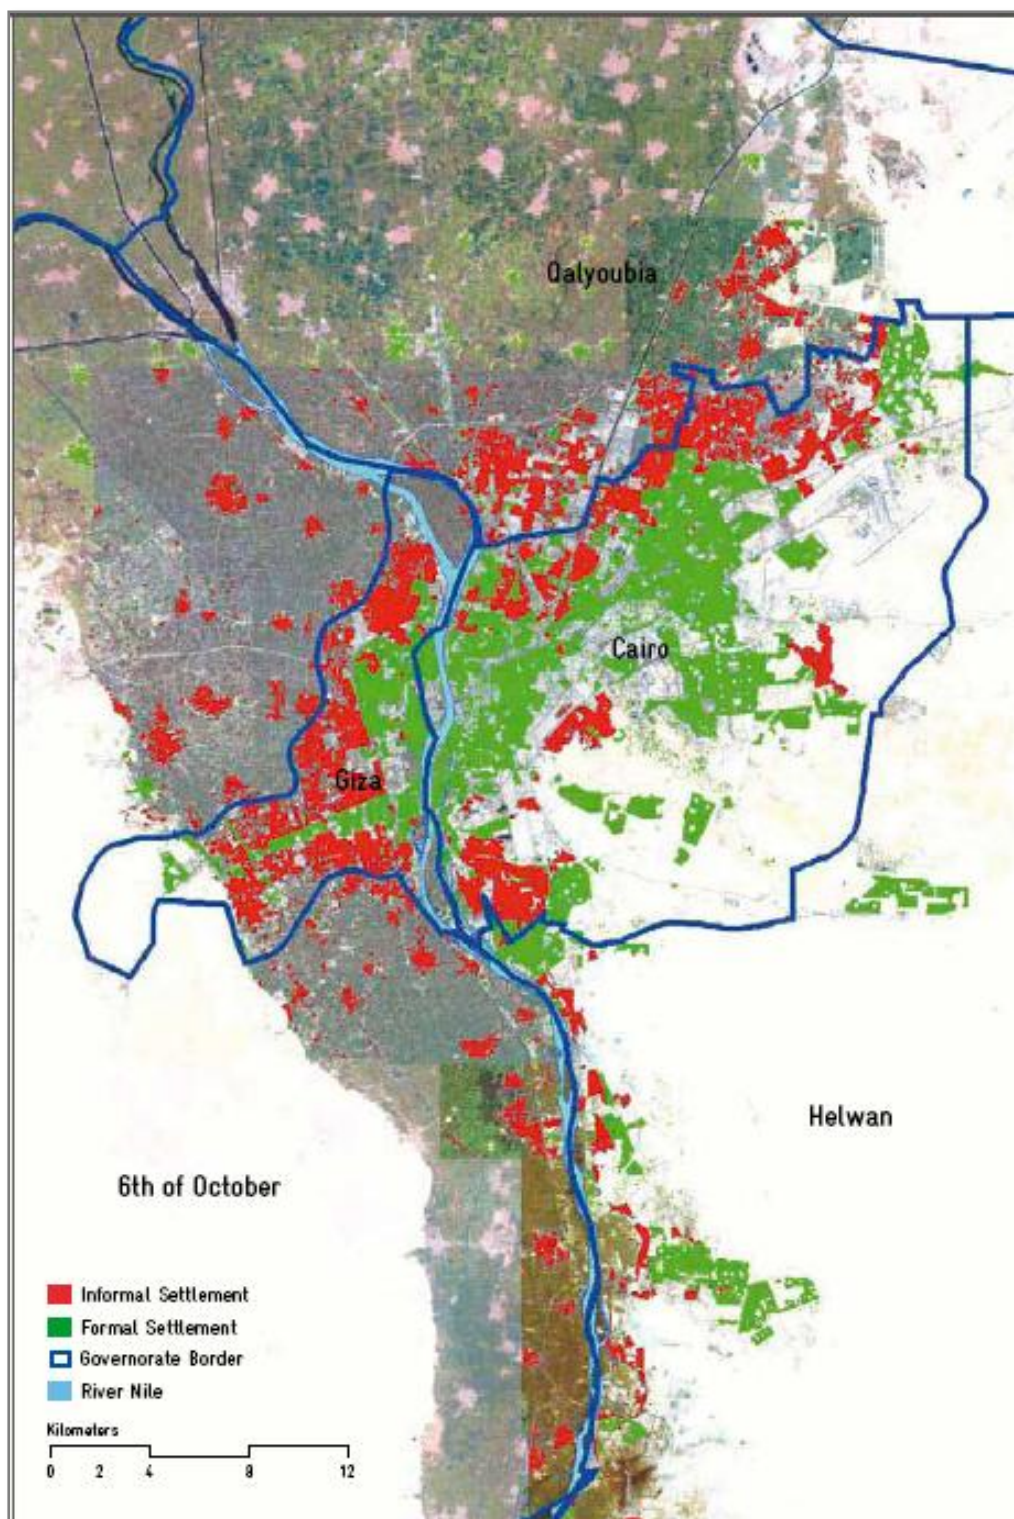 Qalyoubia
Cairo
Giza
Helwan
6th of October
Informal Settlement
Formal Settlement
Governorate Border
River Nile
Kilometers
0 2 4 8 12